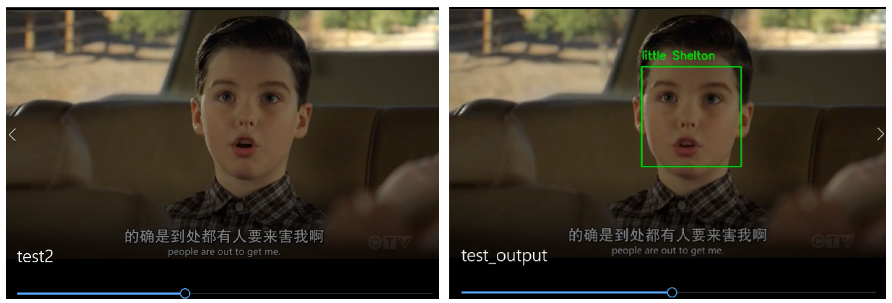 的确是到处都有人要来害我啊
people are out to get me.
CTV
test2
little Shelton
的确是到处都有人要来害我啊
people are out to get me.
CTV
test_output